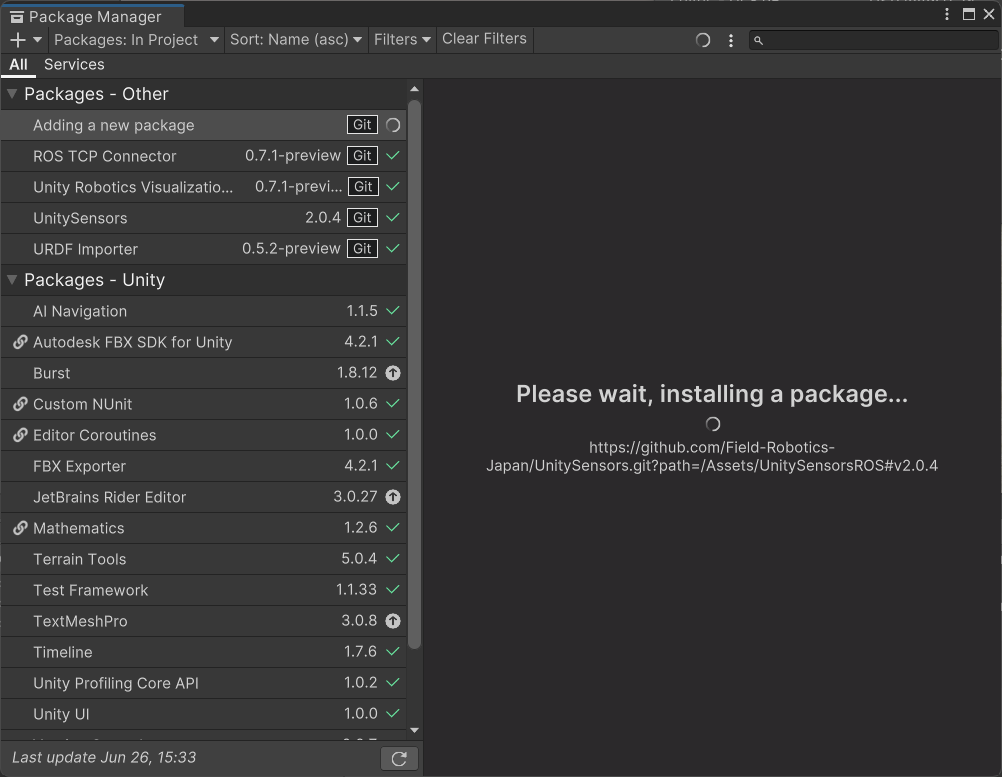 Package Manager
Packages: In Project
Sort: Name (asc)
Filters
Clear Filters
All
Services
Packages - Other
Adding a new package Git
ROS TCP Connector 0.7.1-preview Git
Unity Robotics Visualizatio... 0.7.1-previ... Git
UnitySensors 2.0.4 Git
URDF Importer 0.5.2-preview Git
Packages - Unity
AI Navigation 1.1.5
Autodesk FBX SDK for Unity 4.2.1
Burst 1.8.12
Custom NUnit 1.0.6
Editor Coroutines 1.0.0
FBX Exporter 4.2.1
JetBrains Rider Editor 3.0.27
Mathematics 1.2.6
Terrain Tools 5.0.4
Test Framework 1.1.33
TextMeshPro 3.0.8
Timeline 1.7.6
Unity Profiling Core API 1.0.2
Unity UI 1.0.0
Last update Jun 26, 15:33
Please wait, installing a package...
https://github.com/Field-Robotics-
Japan/UnitySensors.git?path=/Assets/UnitySensorsROS#v2.0.4